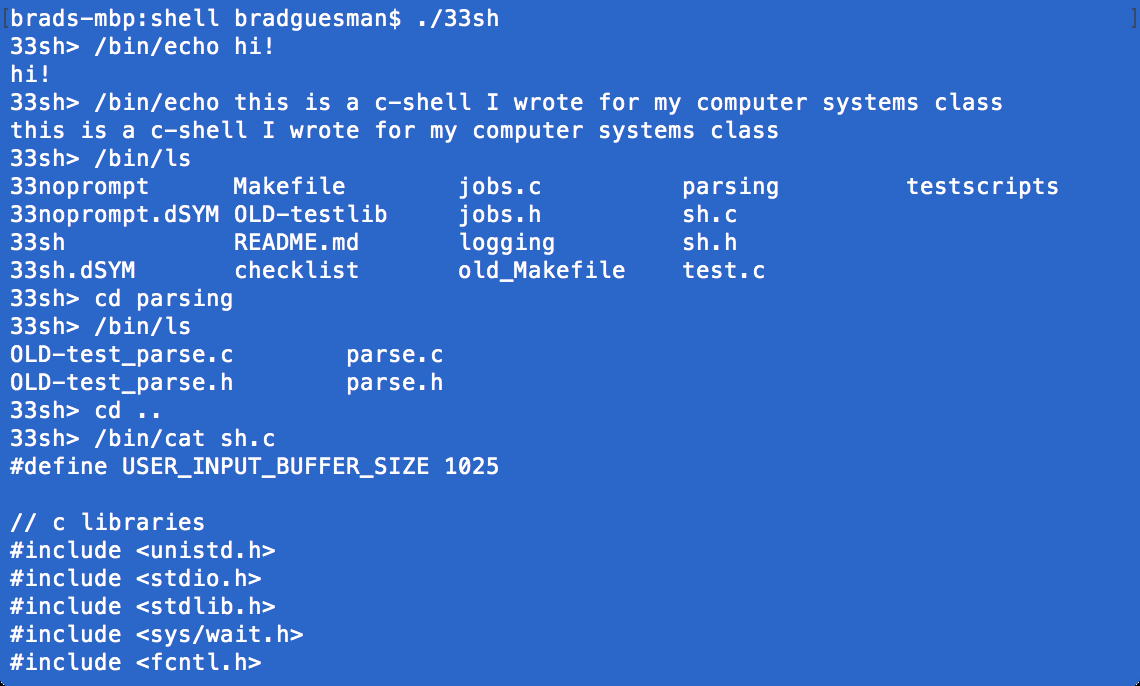 [brads-mbp:shell bradguesman$ ./33sh ]
33sh> /bin/echo hi!
hi!
33sh> /bin/echo this is a c-shell I wrote for my computer systems class
this is a c-shell I wrote for my computer systems class
33sh> /bin/ls
33noprompt      Makefile        jobs.c          parsing         testscripts
33noprompt.dSYM OLD-testlib     jobs.h          sh.c
33sh            README.md       logging         sh.h
33sh.dSYM       checklist       old_Makefile    test.c
33sh> cd parsing
33sh> /bin/ls
OLD-test_parse.c        parse.c
OLD-test_parse.h        parse.h
33sh> cd ..
33sh> /bin/cat sh.c
#define USER_INPUT_BUFFER_SIZE 1025

// c libraries
#include <unistd.h>
#include <stdio.h>
#include <stdlib.h>
#include <sys/wait.h>
#include <fcntl.h>